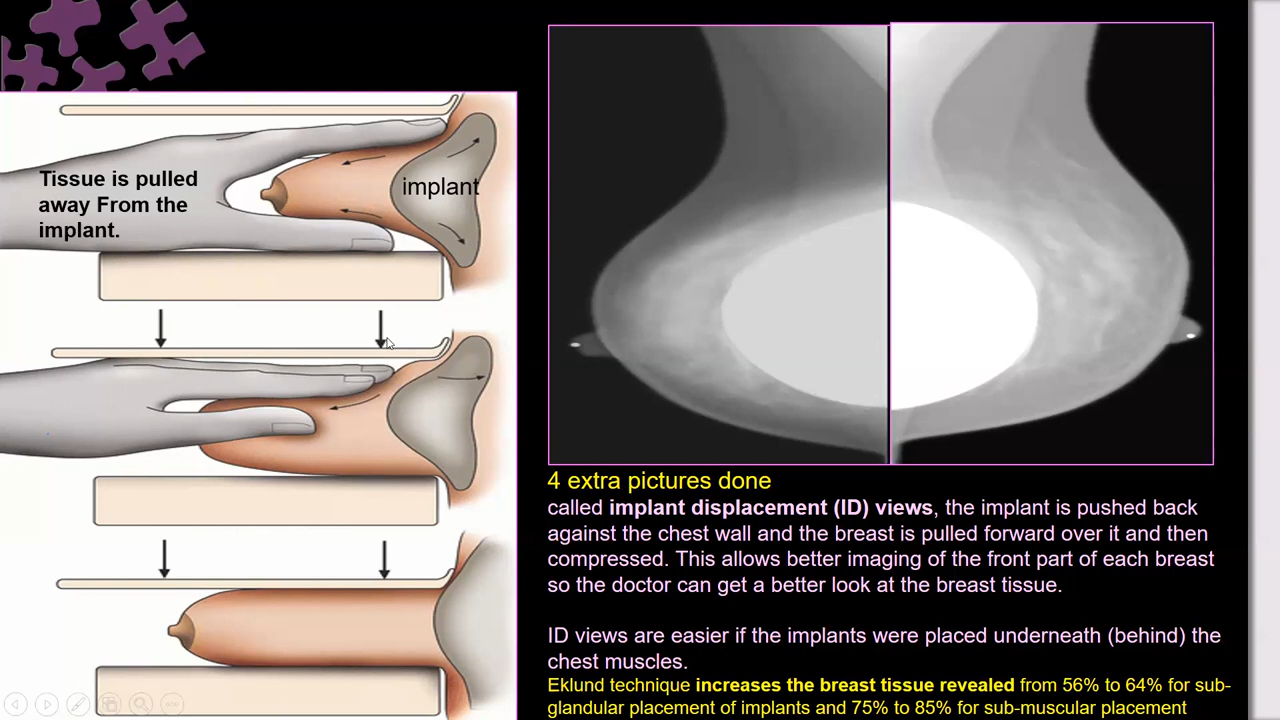 Tissue is pulled
away From the
implant.
implant
4 extra pictures done
called implant displacement (ID) views, the implant is pushed back
against the chest wall and the breast is pulled forward over it and then
compressed. This allows better imaging of the front part of each breast
so the doctor can get a better look at the breast tissue.
ID views are easier if the implants were placed underneath (behind) the
chest muscles.
Eklund technique increases the breast tissue revealed from 56% to 64% for sub-
glandular placement of implants and 75% to 85% for sub-muscular placement